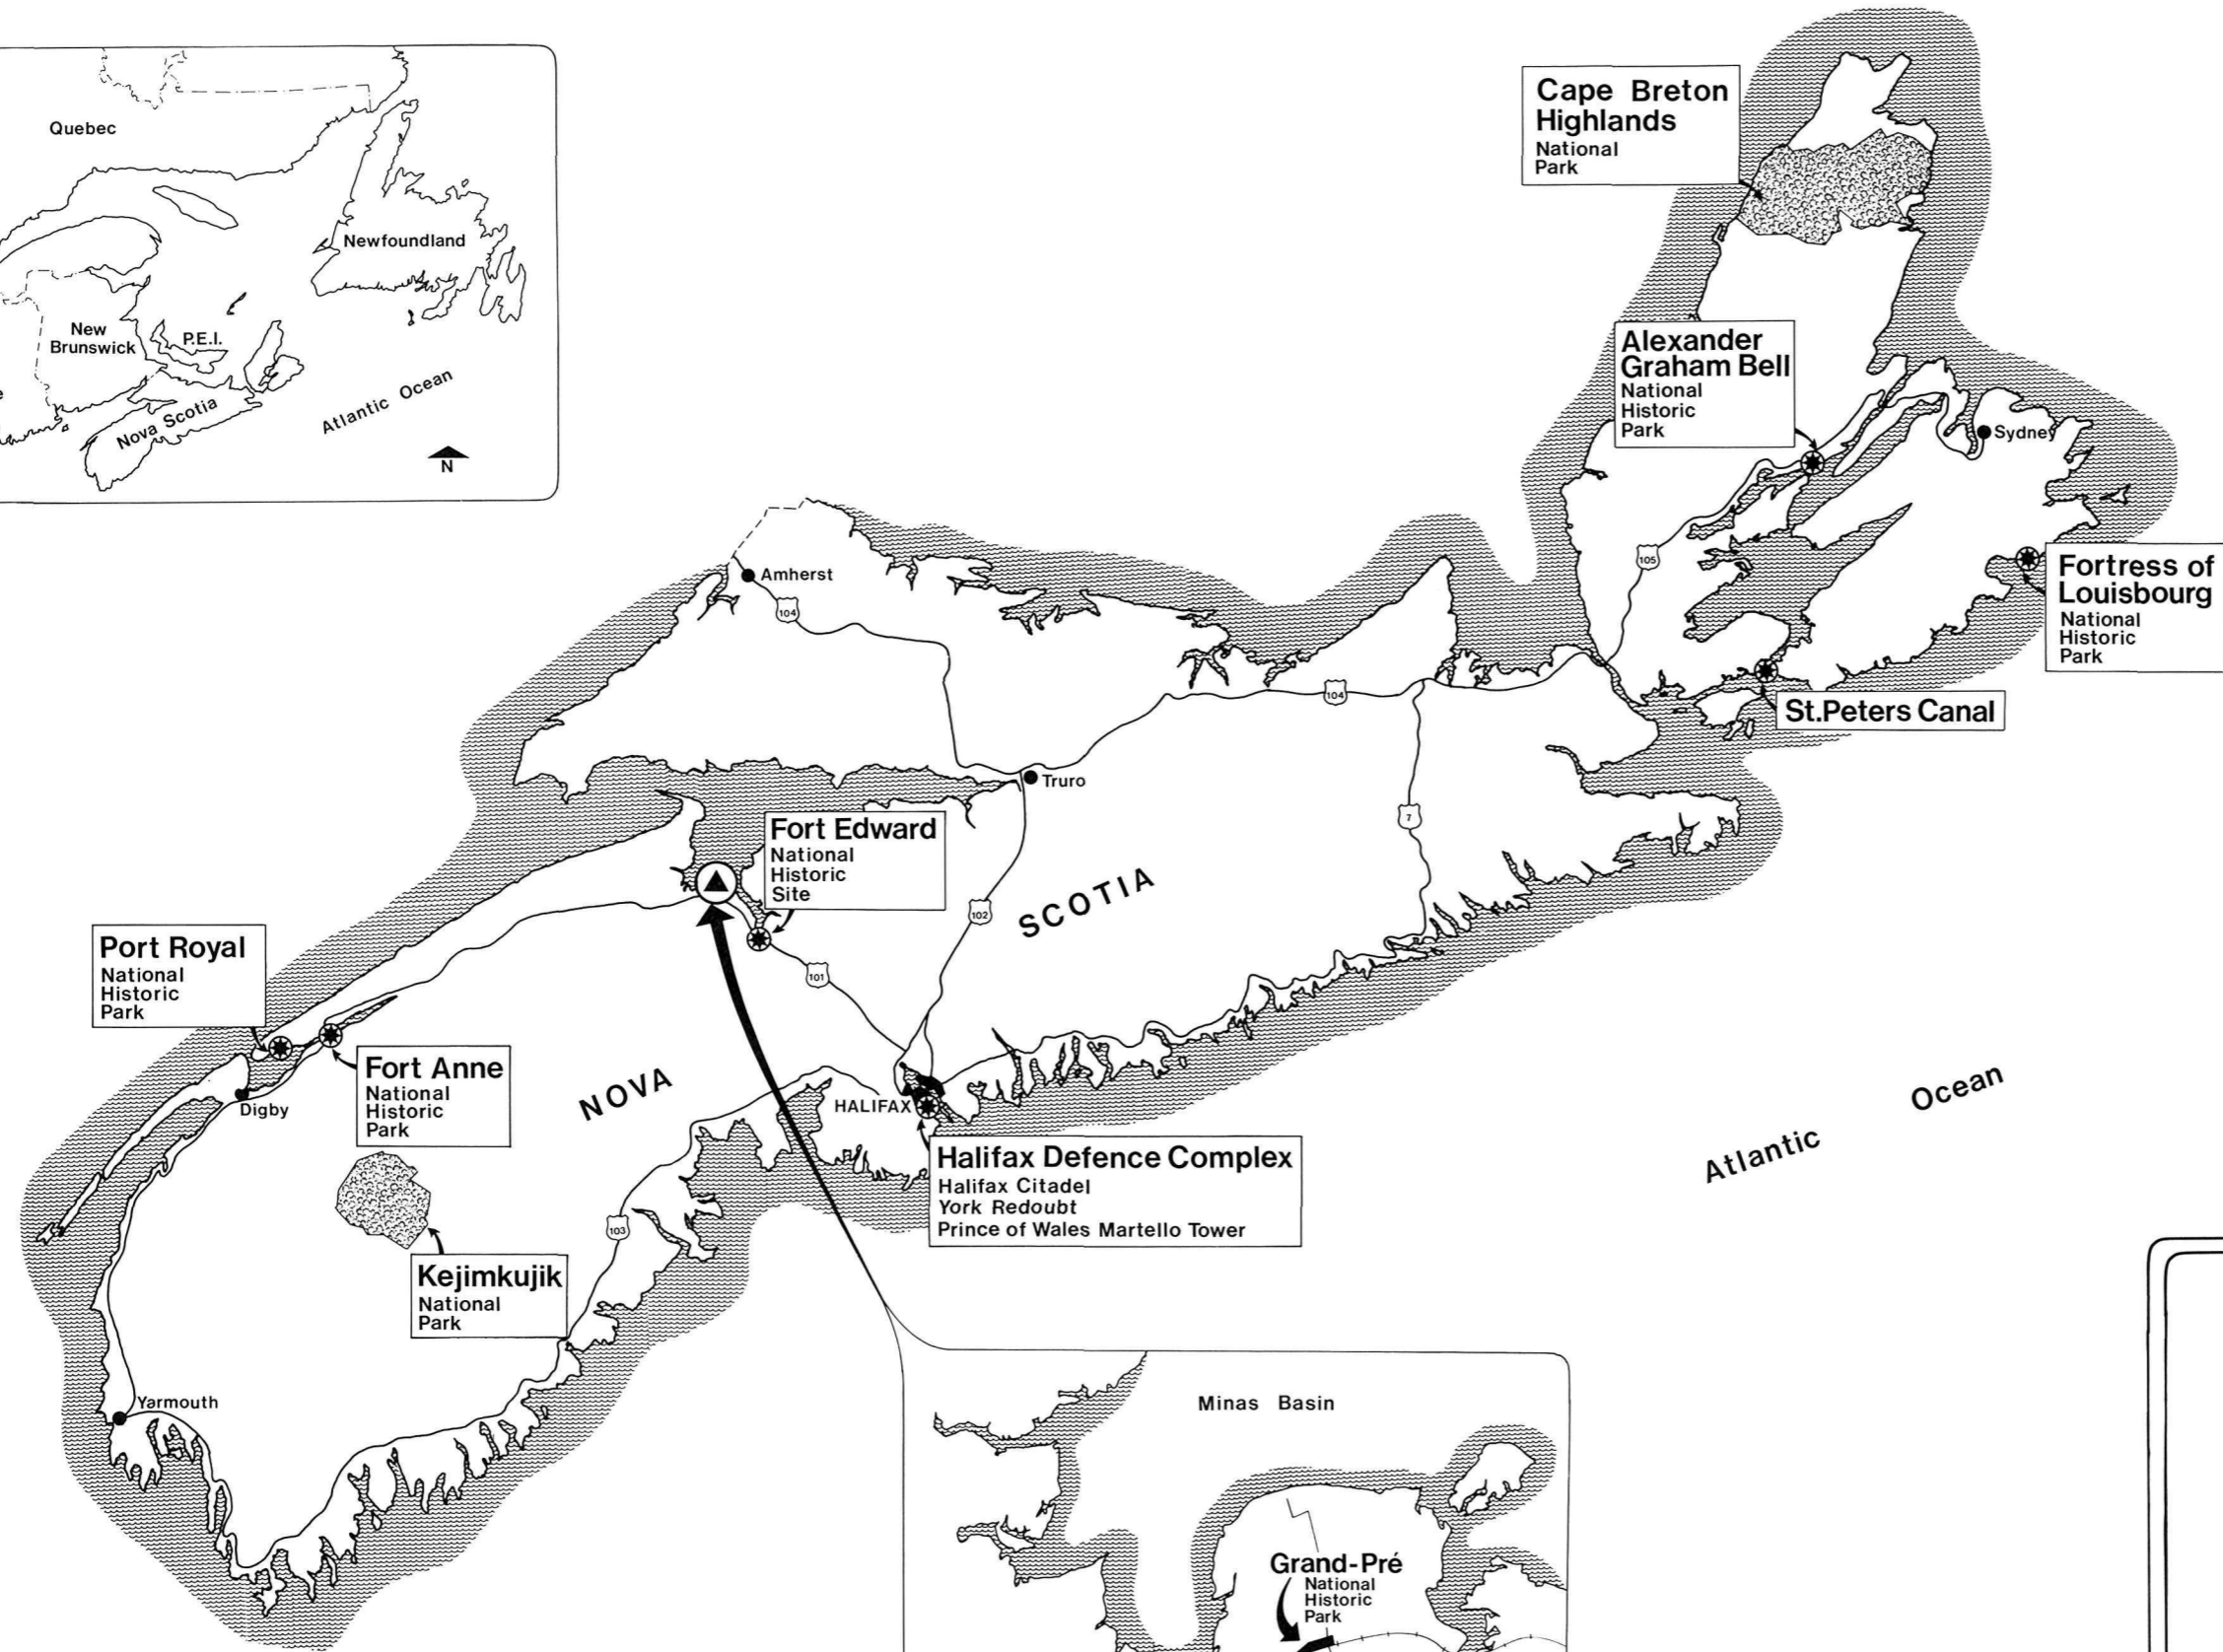 Quebec
Newfoundland
New
Brunswick
P.E.I.
Nova Scotia
Atlantic Ocean
N
Cape Breton
Highlands
National
Park
Alexander
Graham Bell
National
Historic
Park
Sydney
105
Fortress of
Louisbourg
National
Historic
Park
St.Peters Canal
Amherst
104
104
Truro
7
Fort Edward
National
Historic
Site
102
SCOTIA
101
Port Royal
National
Historic
Park
Fort Anne
National
Historic
Park
Digby
NOVA
HALIFAX
Halifax Defence Complex
Halifax Citadel
York Redoubt
Prince of Wales Martello Tower
Atlantic Ocean
103
Kejimkujik
National
Park
Yarmouth
Minas Basin
Grand-Pré
National
Historic
Park